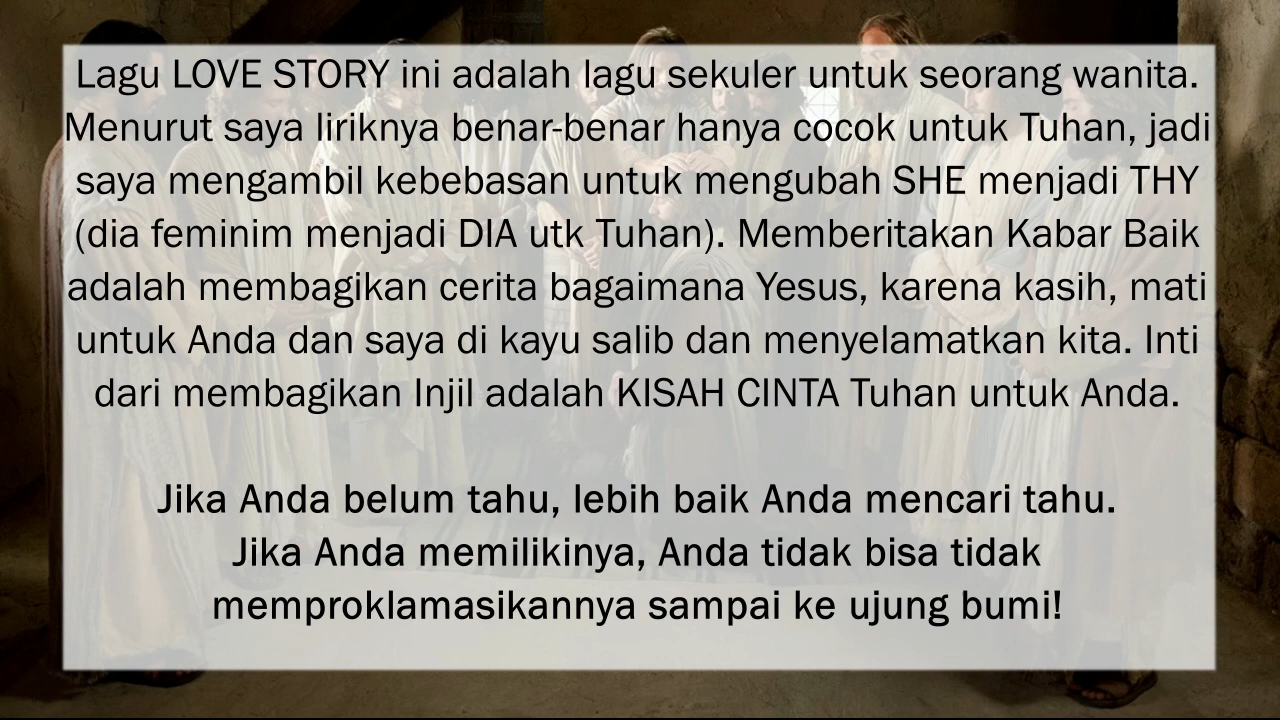 Lagu LOVE STORY ini adalah lagu sekuler untuk seorang wanita.
Menurut saya liriknya benar-benar hanya cocok untuk Tuhan, jadi
saya mengambil kebebasan untuk mengubah SHE menjadi THY
(dia feminim menjadi DIA utk Tuhan). Memberitakan Kabar Baik
adalah membagikan cerita bagaimana Yesus, karena kasih, mati
untuk Anda dan saya di kayu salib dan menyelamatkan kita. Inti
dari membagikan Injil adalah KISAH CINTA Tuhan untuk Anda.
Jika Anda belum tahu, lebih baik Anda mencari tahu.
Jika Anda memilikinya, Anda tidak bisa tidak
memproklamasikannya sampai ke ujung bumi!